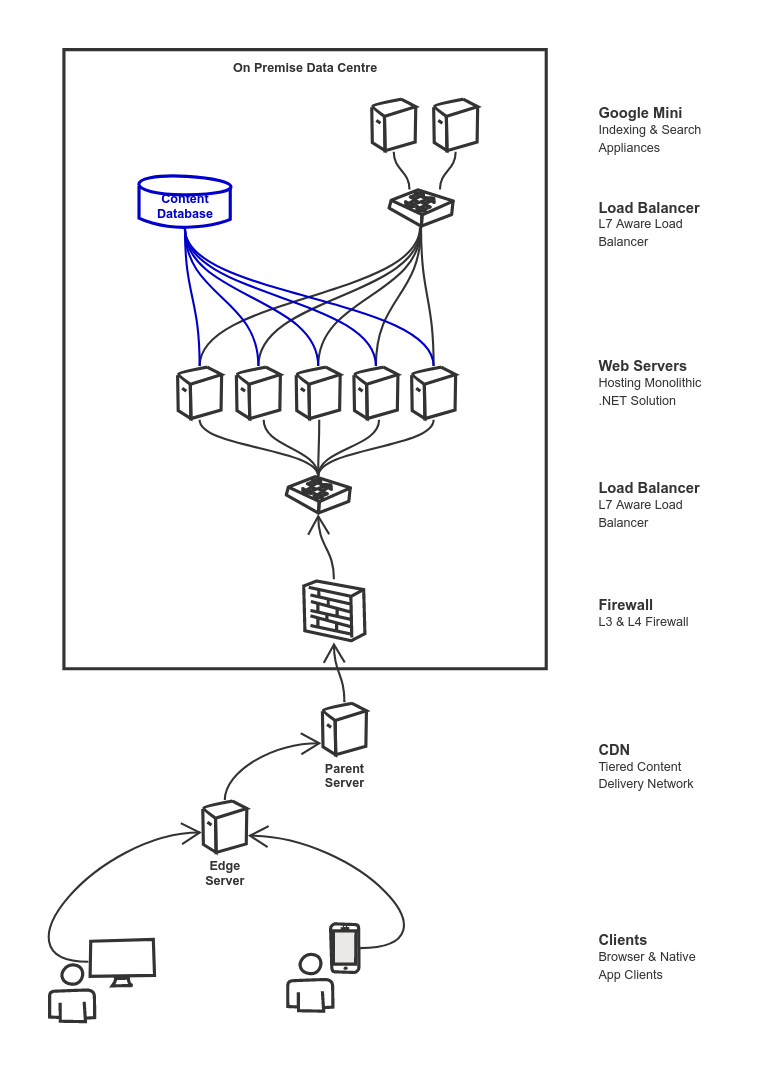 On Premise Data Centre
Google Mini
Indexing & Search
Appliances
Content
Database
Load Balancer
L7 Aware Load
Balancer
Web Servers
Hosting Monolithic
.NET Solution
Load Balancer
L7 Aware Load
Balancer
Firewall
L3 & L4 Firewall
Parent
Server
CDN
Tiered Content
Delivery Network
Edge
Server
Clients
Browser & Native
App Clients